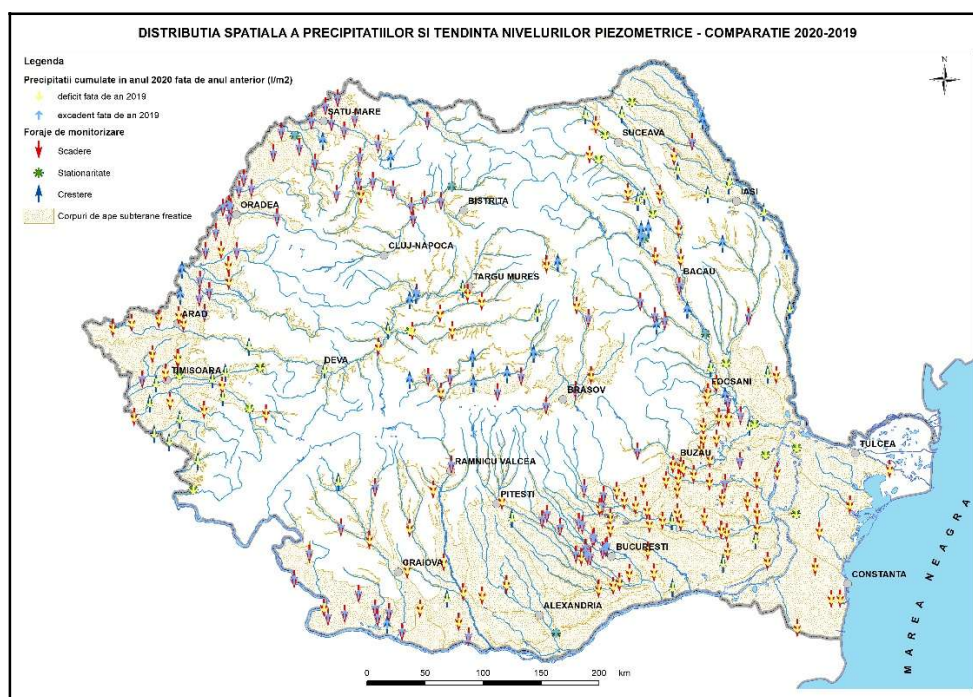 DISTRIBUTIA SPATIALA A PRECIPITATIILOR SI TENDINTA NIVELURILOR PIEZOMETRICE - COMPARATIE 2020-2019
Legenda
Precipitatii cumulate in anul 2020 fata de anul anterior (l/m2)
deficit fata de an 2019
excedent fata de an 2019
Foraje de monitorizare
Scadere
Stationaritate
Crestere
Corpuri de ape subterane freatice
N
SATU-MARE
SUCEAVA
IASI
ORADEA
BISTRITA
CLUJ-NAPOCA
TARGU MURES
BACAU
ARAD
DEVA
TIMISOARA
BRASOV
FOCSANI
TULCEA
BUZAU
RAMNICU VALCEA
PITESTI
BUCURESTI
CRAIOVA
CONSTANTA
ALEXANDRIA
MAREA NEAGRA
0 50 100 150 200 km